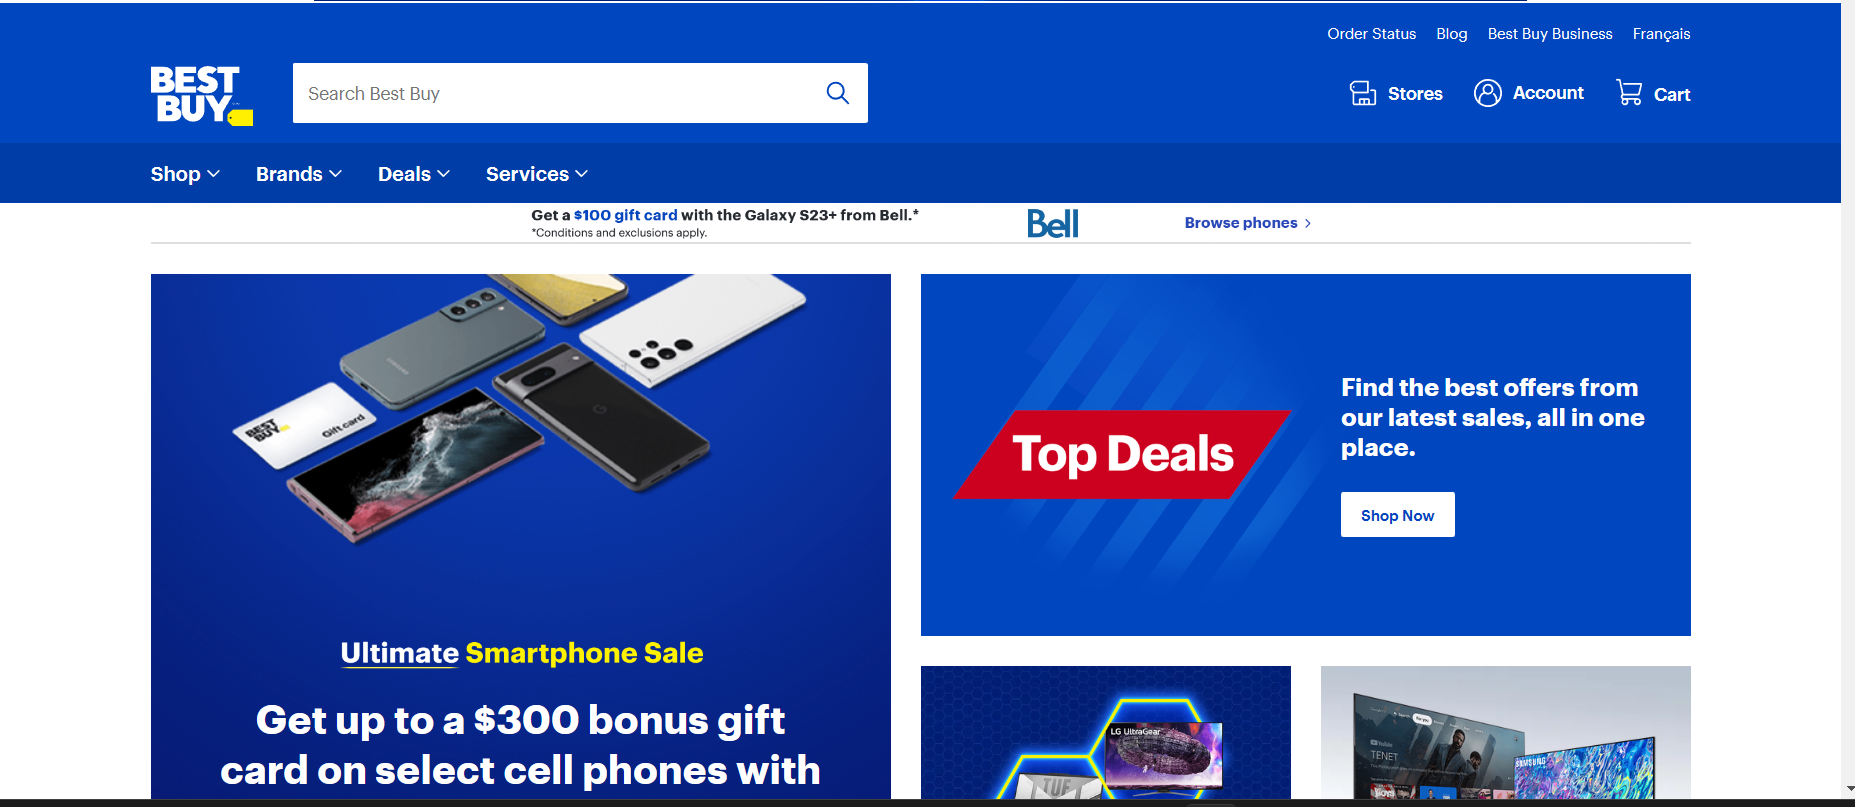 Order Status Blog Best Buy Business Français
BEST
BUY
Search Best Buy
Stores Account Cart
Shop Brands Deals Services
Get a $100 gift card with the Galaxy S23+ from Bell.*
*Conditions and exclusions apply.
Bell
Browse phones
SAMSUNG
BEST
BUY
Gift card
Ultimate Smartphone Sale
Get up to a $300 bonus gift
card on select cell phones with
Top Deals
Find the best offers from
our latest sales, all in one
place.
Shop Now
LG UltraGear
TUF
For you
YouTube
TENET
SAMSUNG